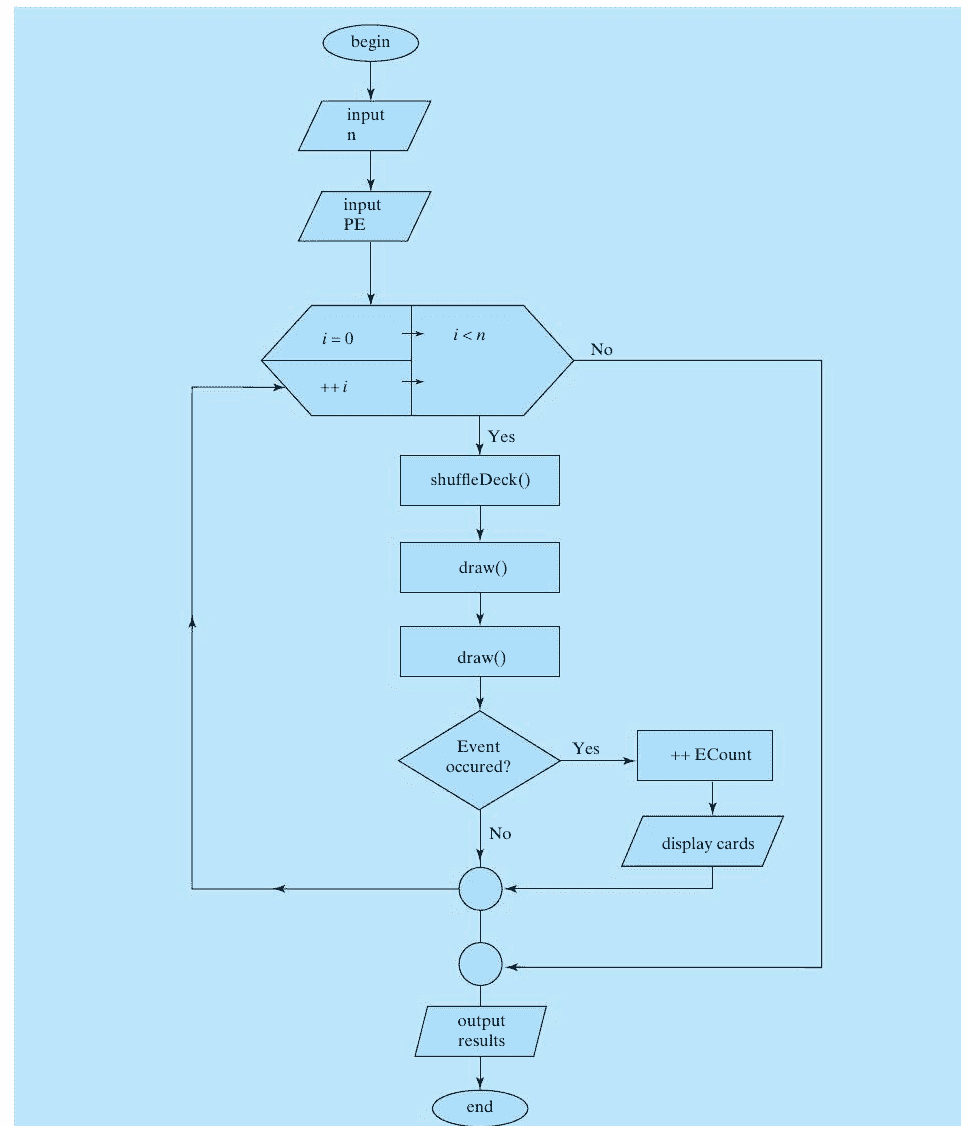 begin
input
n
input
PE
i = 0
i < n
No
++ i
Yes
shuffleDeck()
draw()
draw()
Event
occured?
Yes
++ ECount
No
display cards
output
results
end